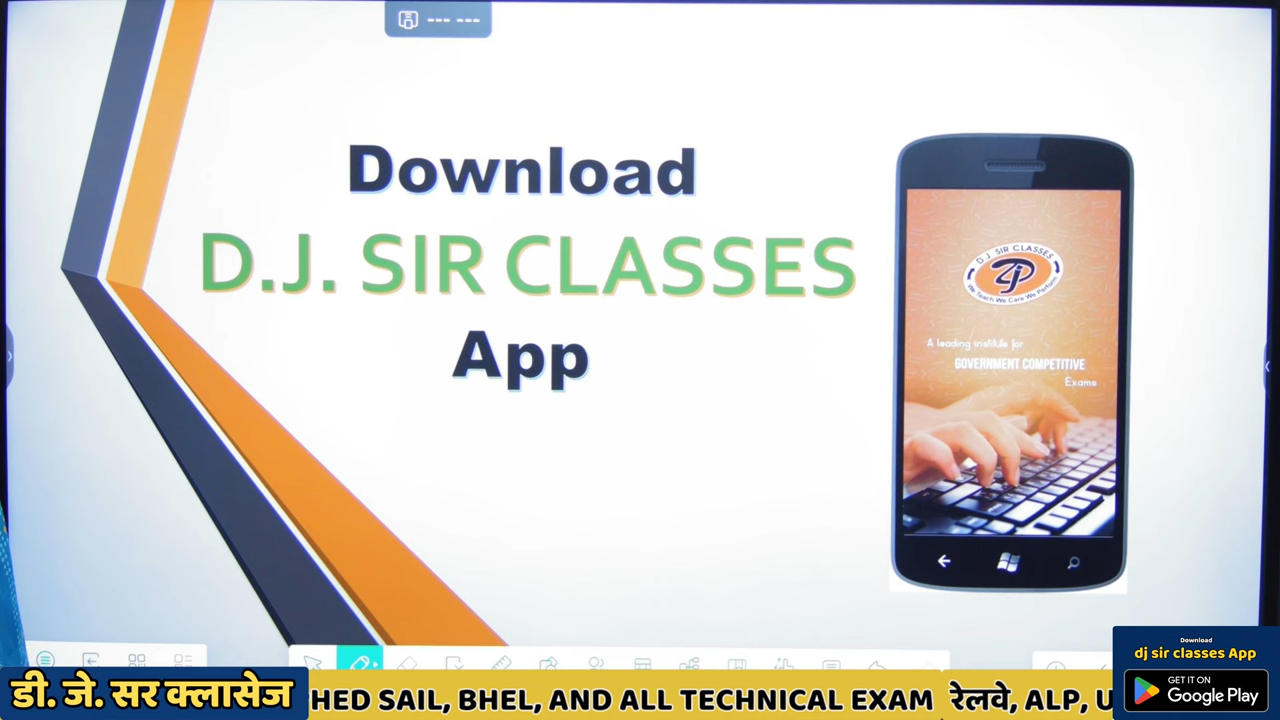 --- ---
Download
D.J. SIR CLASSES
App
D. J. SIR CLASSES
DJ
We Teach We Care We Perform
A leading institute for
GOVERNMENT COMPETITIVE
Exams
Download
dj sir classes App
GET IT ON
Google Play
डी. जे. सर क्लासेज
HED SAIL, BHEL, AND ALL TECHNICAL EXAM रेलवे, ALP, U